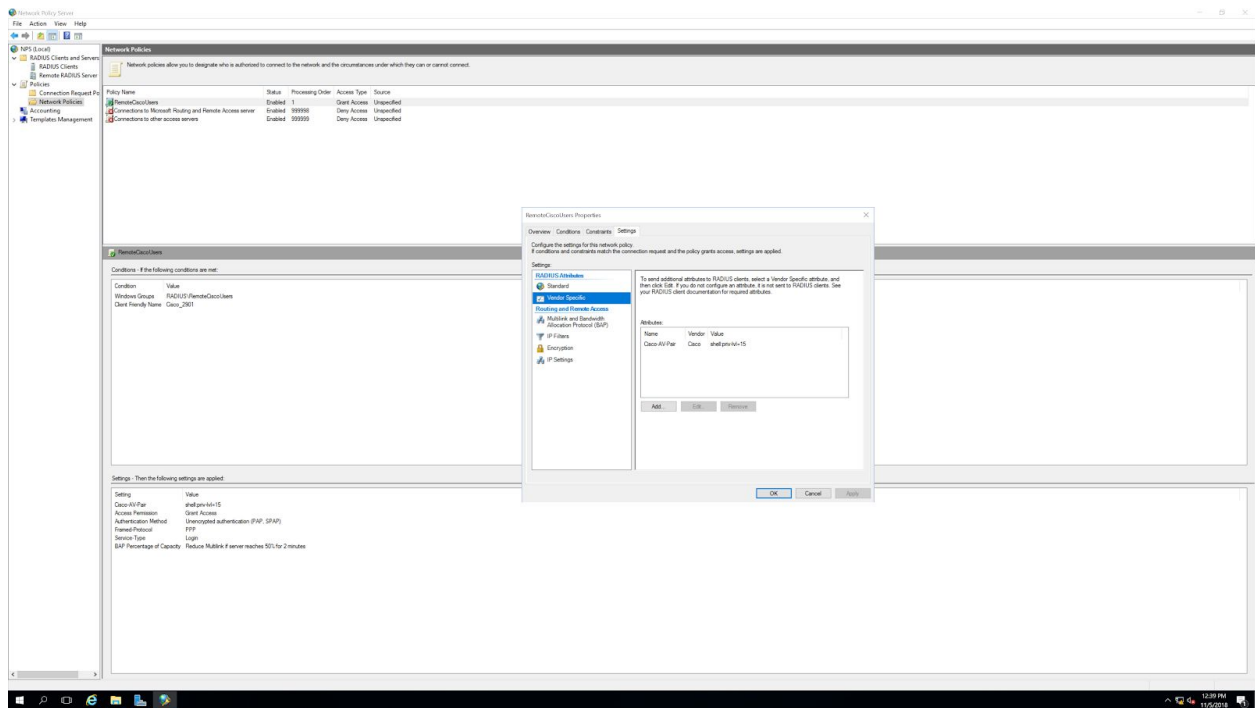 Network Policy Server
File Action View Help
NPS (Local)
RADIUS Clients and Servers
RADIUS Clients
Remote RADIUS Server
Policies
Connection Request Po
Network Policies
Accounting
Templates Management
Network Policies
Network policies allow you to designate who is authorized to connect to the network and the circumstances under which they can or cannot connect.
Policy Name Status Processing Order Access Type Source
RemoteCiscoUsers Enabled 1 Grant Access Unspecified
Connections to Microsoft Routing and Remote Access server Enabled 999998 Deny Access Unspecified
Connections to other access servers Enabled 999999 Deny Access Unspecified
RemoteCiscoUsers
Conditions - If the following conditions are met:
Condition Value
Windows Groups RADIUS\RemoteCiscoUsers
Client Friendly Name Cisco_2901
Settings - Then the following settings are applied:
Setting Value
Cisco-AV-Pair shell:priv-lvl=15
Access Permission Grant Access
Authentication Method Unencrypted authentication (PAP, SPAP)
Framed-Protocol PPP
Service-Type Login
BAP Percentage of Capacity Reduce Multilink if server reaches 50% for 2 minutes
RemoteCiscoUsers Properties
Overview Conditions Constraints Settings
Configure the settings for this network policy.
If conditions and constraints match the connection request and the policy grants access, settings are applied.
Settings:
RADIUS Attributes
Standard
Vendor Specific
Routing and Remote Access
Multilink and Bandwidth
Allocation Protocol (BAP)
IP Filters
Encryption
IP Settings
To send additional attributes to RADIUS clients, select a Vendor Specific attribute, and
then click Edit. If you do not configure an attribute, it is not sent to RADIUS clients. See
your RADIUS client documentation for required attributes.
Attributes:
Name Vendor Value
Cisco-AV-Pair Cisco shell:priv-lvl=15
Add... Edit... Remove
OK Cancel Apply
12:39 PM
11/5/2018